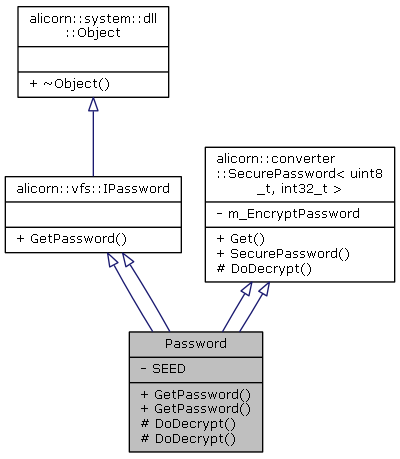 alicorn::system::dll
::Object
+ ~Object()
alicorn::vfs::IPassword
+ GetPassword()
alicorn::converter
::SecurePassword< uint8
_t, int32_t >
- m_EncryptPassword
+ Get()
+ SecurePassword()
# DoDecrypt()
Password
- SEED
+ GetPassword()
+ GetPassword()
# DoDecrypt()
# DoDecrypt()